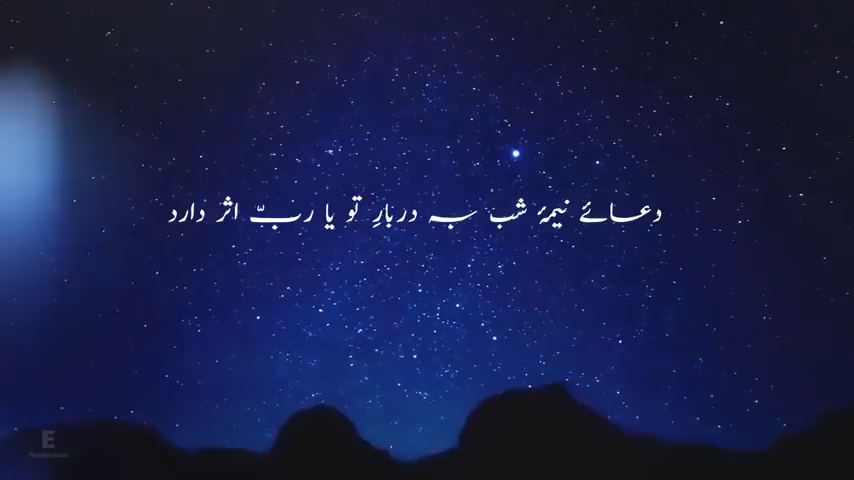 دعائے نیمۂ شب بہ دربارِ تو یا ربّ اثر دارد
E